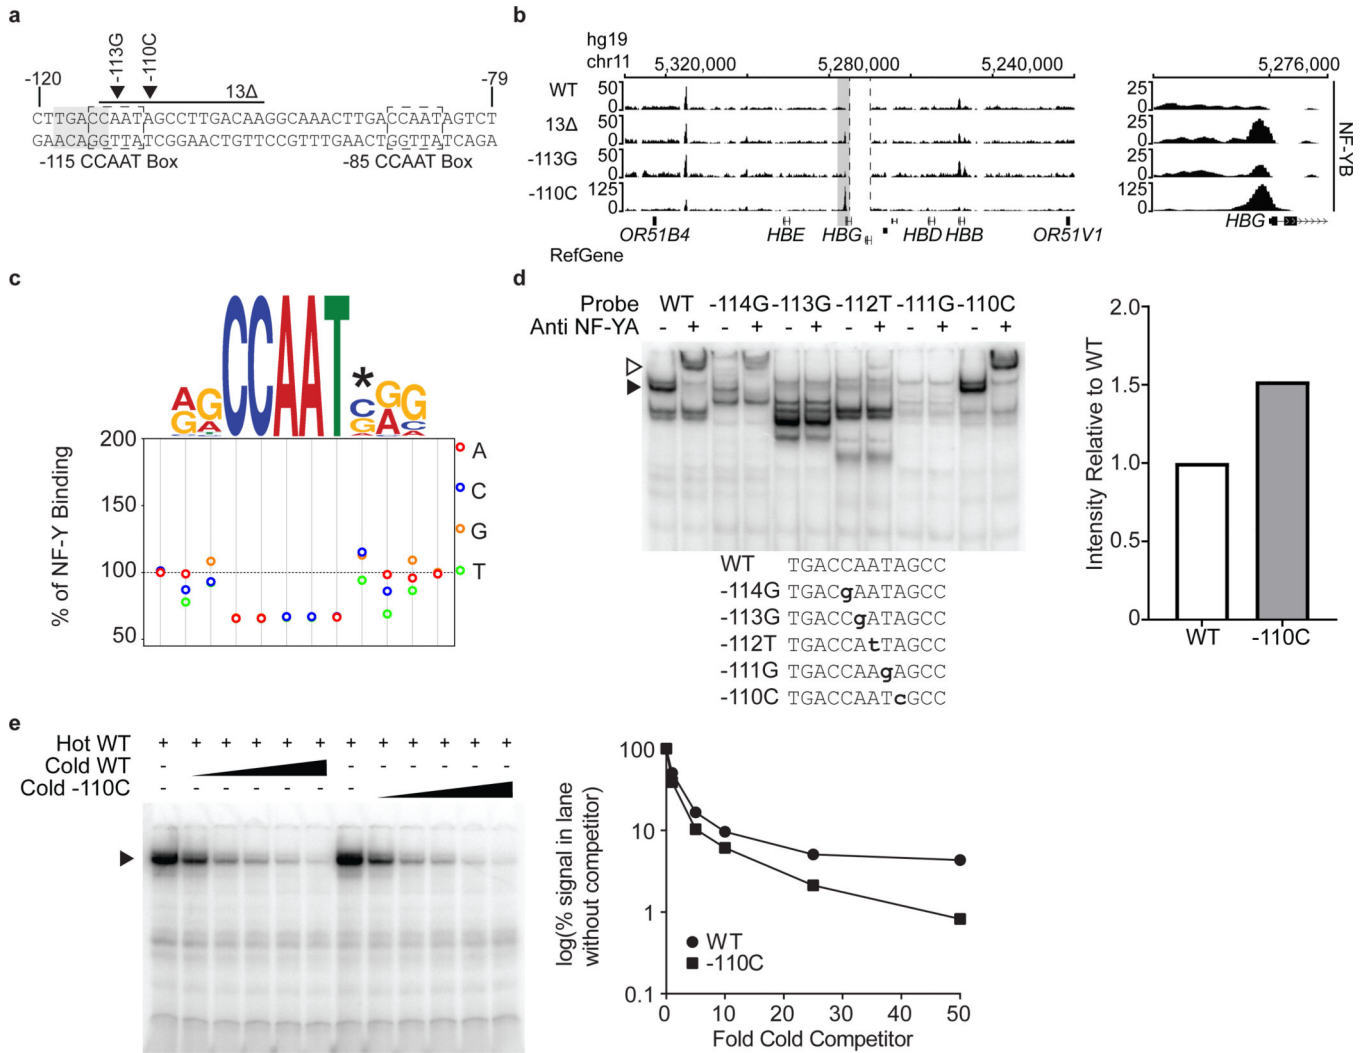 a
-113G
-110C
-120
13Δ
-79
CTTGACCAATAGCCTTGACAAGGCAAACTTGACCAATAGTCT
GAACAGGTTATCGGAACTGTTCCGTTTGAACTGGTTATCAGA
-115 CCAAT Box
-85 CCAAT Box
b
hg19
chr11
5,320,000
5,280,000
5,240,000
5,276,000
WT
50
0
25
0
13Δ
50
0
25
0
-113G
50
0
25
0
-110C
125
0
125
0
NF-YB
OR51B4
HBE
HBG
HBD
HBB
OR51V1
HBG
RefGene
c
AG
GA
CCAAT
*
C
G
GG
AA
C
A
% of NF-Y Binding
200
150
100
50
A
C
G
T
d
Probe WT -114G -113G -112T -111G -110C
Anti NF-YA - + - + - + - + - + - +
WT TGACCAATAGCC
-114G TGACgAATAGCC
-113G TGACCgATAGCC
-112T TGACCAtTAGCC
-111G TGACCAAgAGCC
-110C TGACCAATcGCC
Intensity Relative to WT
2.0
1.5
1.0
0.5
0
WT
-110C
e
Hot WT + + + + + + + + + + + +
Cold WT - - - - - - -
Cold -110C - - - - - - -
log(% signal in lane
without competitor)
100
10
1
0.1
WT
-110C
0 10 20 30 40 50
Fold Cold Competitor